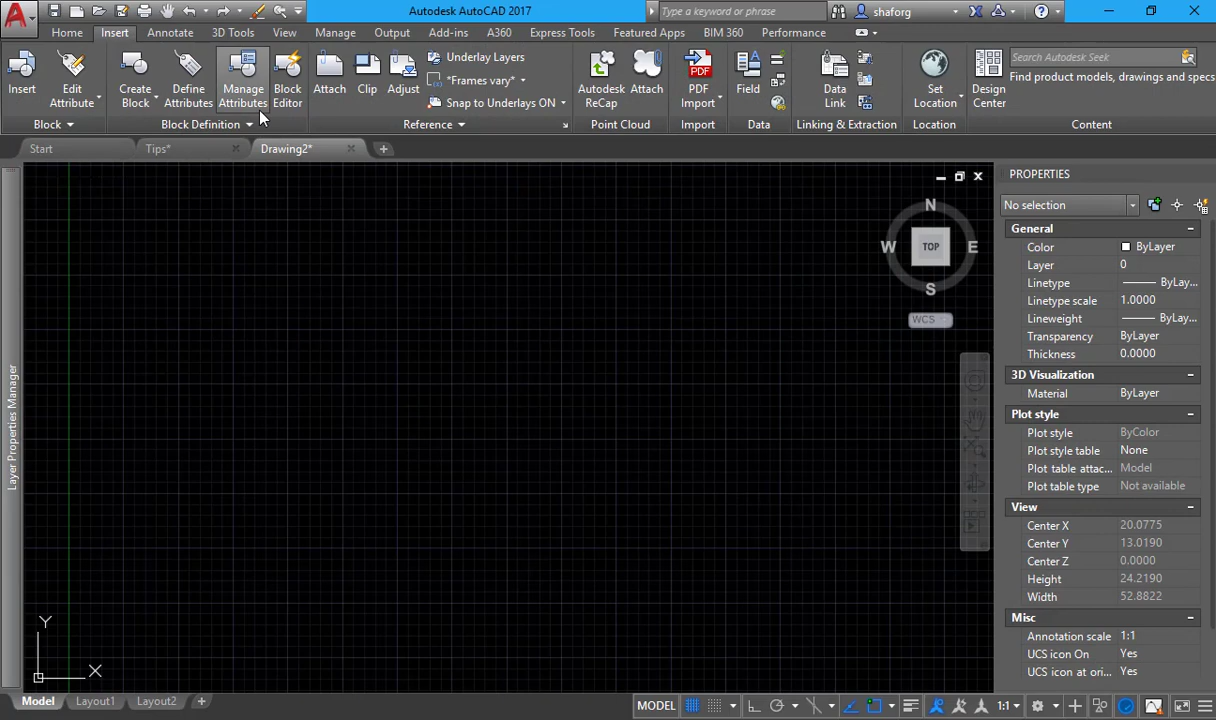 Autodesk AutoCAD 2017
Type a keyword or phrase
shaforg
Home
Insert
Annotate
3D Tools
View
Manage
Output
Add-ins
A360
Express Tools
Featured Apps
BIM 360
Performance
Insert
Edit Attribute
Create Block
Define Attributes
Manage Attributes
Block Editor
Attach
Clip
Adjust
Underlay Layers
*Frames vary*
Snap to Underlays ON
Autodesk ReCap
Attach
PDF
PDF Import
Field
Data Link
Set Location
Design Center
Search Autodesk Seek
Find product models, drawings and specs
Block
Block Definition
Reference
Point Cloud
Import
Data
Linking & Extraction
Location
Content
Start
Tips*
Drawing2*
Layer Properties Manager
N
W
TOP
E
S
WCS
Y
X
PROPERTIES
No selection
General
Color ByLayer
Layer 0
Linetype ByLay...
Linetype scale 1.0000
Lineweight ByLay...
Transparency ByLayer
Thickness 0.0000
3D Visualization
Material ByLayer
Plot style
Plot style ByColor
Plot style table None
Plot table attac... Model
Plot table type Not available
View
Center X 20.0775
Center Y 13.0190
Center Z 0.0000
Height 24.2190
Width 52.8822
Misc
Annotation scale 1:1
UCS icon On Yes
UCS icon at ori... Yes
Model
Layout1
Layout2
MODEL
1:1